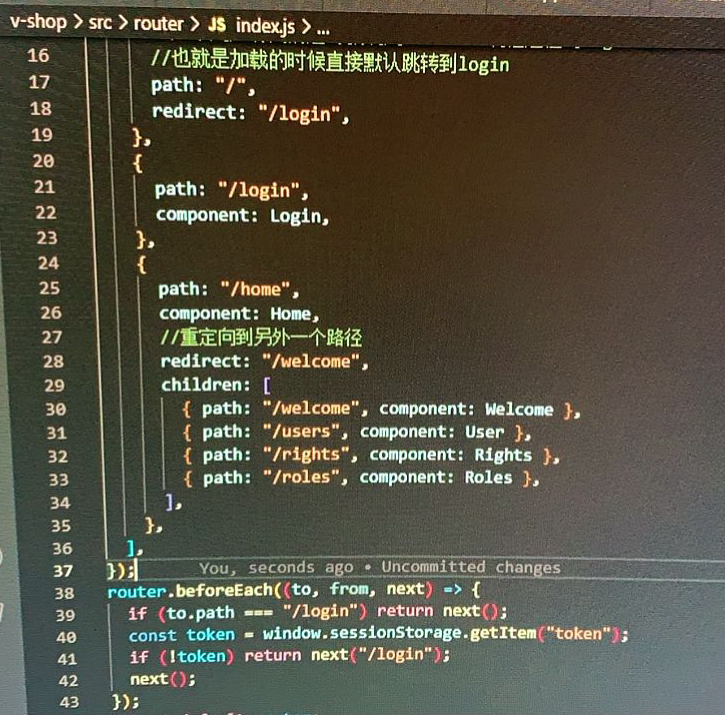 v-shop > src > router > JS index.js > ...
16 //也就是加载的时候直接默认跳转到login
17 path: "/",
18 redirect: "/login",
19 },
20 {
21 path: "/login",
22 component: Login,
23 },
24 {
25 path: "/home",
26 component: Home,
27 //重定向到另外一个路径
28 redirect: "/welcome",
29 children: [
30 { path: "/welcome", component: Welcome },
31 { path: "/users", component: User },
32 { path: "/rights", component: Rights },
33 { path: "/roles", component: Roles },
34 ],
35 },
36 ],
37 }); You, seconds ago • Uncommitted changes
38 router.beforeEach((to, from, next) => {
39 if (to.path === "/login") return next();
40 const token = window.sessionStorage.getItem("token");
41 if (!token) return next("/login");
42 next();
43 });